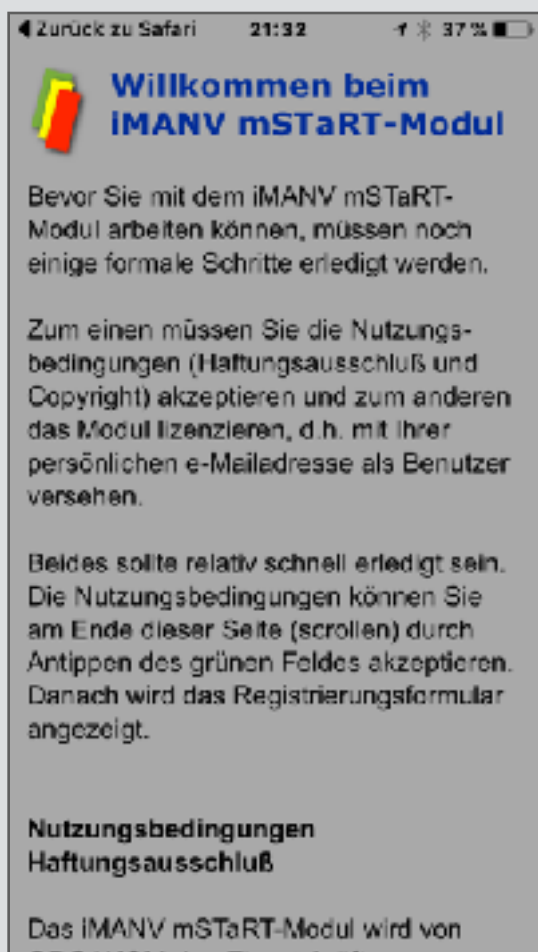 Zurück zu Safari 21:32 37 %
Willkommen beim
iMANV mSTaRT-Modul
Bevor Sie mit dem iMANV mSTaRT-
Modul arbeiten können, müssen noch
einige formale Schritte erledigt werden.
Zum einen müssen Sie die Nutzungs-
bedingungen (Haftungsausschluß und
Copyright) akzeptieren und zum anderen
das Modul lizenzieren, d.h. mit Ihrer
persönlichen e-Mailadresse als Benutzer
versehen.
Beides sollte relativ schnell erledigt sein.
Die Nutzungsbedingungen können Sie
am Ende dieser Seite (scrollen) durch
Antippen des grünen Feldes akzeptieren.
Danach wird das Registrierungsformular
angezeigt.
Nutzungsbedingungen
Haftungsausschluß
Das iMANV mSTaRT-Modul wird von